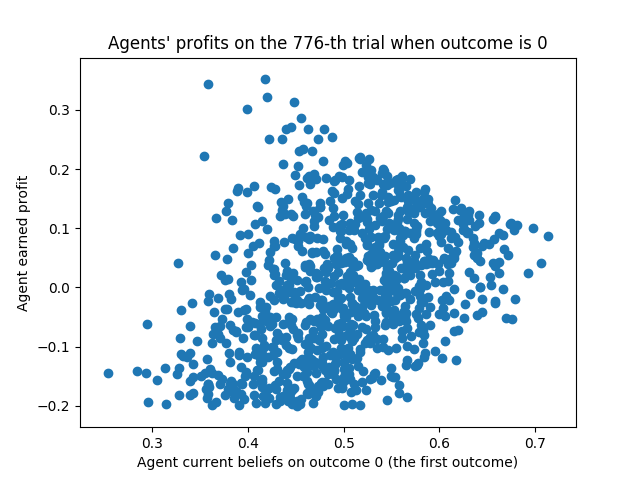 Agents' profits on the 776-th trial when outcome is 0
Agent earned profit
0.3
0.2
0.1
0.0
−0.1
−0.2
0.3 0.4 0.5 0.6 0.7
Agent current beliefs on outcome 0 (the first outcome)